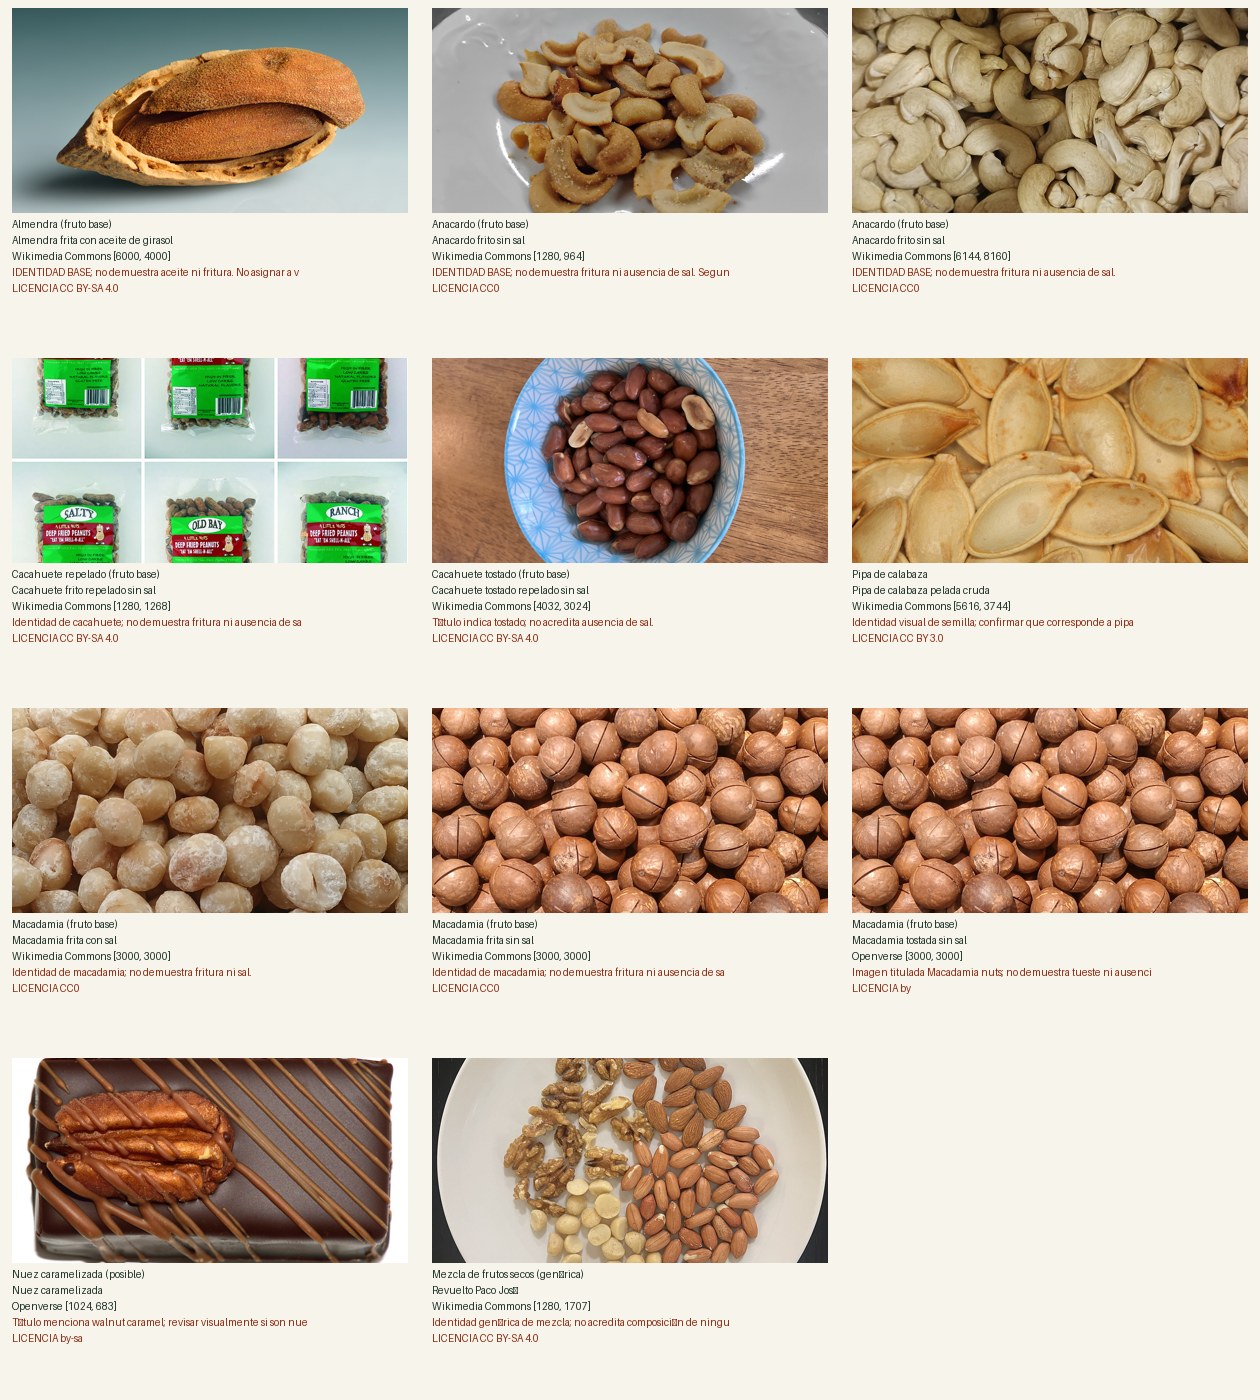 Almendra (fruto base)
Almendra frita con aceite de girasol
Wikimedia Commons [6000, 4000]
IDENTIDAD BASE; no demuestra aceite ni fritura. No asignar a v
LICENCIA CC BY-SA 4.0
Anacardo (fruto base)
Anacardo frito sin sal
Wikimedia Commons [1280, 964]
IDENTIDAD BASE; no demuestra fritura ni ausencia de sal. Segun
LICENCIA CC0
Anacardo (fruto base)
Anacardo frito sin sal
Wikimedia Commons [6144, 8160]
IDENTIDAD BASE; no demuestra fritura ni ausencia de sal.
LICENCIA CC0
SALTY
DEEP FRIED PEANUTS
OLD BAY
DEEP FRIED PEANUTS
RANCH
DEEP FRIED PEANUTS
Cacahuete repelado (fruto base)
Cacahuete frito repelado sin sal
Wikimedia Commons [1280, 1268]
Identidad de cacahuete; no demuestra fritura ni ausencia de sa
LICENCIA CC BY-SA 4.0
Cacahuete tostado (fruto base)
Cacahuete tostado repelado sin sal
Wikimedia Commons [4032, 3024]
T▯tulo indica tostado; no acredita ausencia de sal.
LICENCIA CC BY-SA 4.0
Pipa de calabaza
Pipa de calabaza pelada cruda
Wikimedia Commons [5616, 3744]
Identidad visual de semilla; confirmar que corresponde a pipa
LICENCIA CC BY 3.0
Macadamia (fruto base)
Macadamia frita con sal
Wikimedia Commons [3000, 3000]
Identidad de macadamia; no demuestra fritura ni sal.
LICENCIA CC0
Macadamia (fruto base)
Macadamia frita sin sal
Wikimedia Commons [3000, 3000]
Identidad de macadamia; no demuestra fritura ni ausencia de sa
LICENCIA CC0
Macadamia (fruto base)
Macadamia tostada sin sal
Openverse [3000, 3000]
Imagen titulada Macadamia nuts; no demuestra tueste ni ausenci
LICENCIA by
Nuez caramelizada (posible)
Nuez caramelizada
Openverse [1024, 683]
T▯tulo menciona walnut caramel; revisar visualmente si son nue
LICENCIA by-sa
Mezcla de frutos secos (gen▯rica)
Revuelto Paco Jos▯
Wikimedia Commons [1280, 1707]
Identidad gen▯rica de mezcla; no acredita composici▯n de ningu
LICENCIA CC BY-SA 4.0